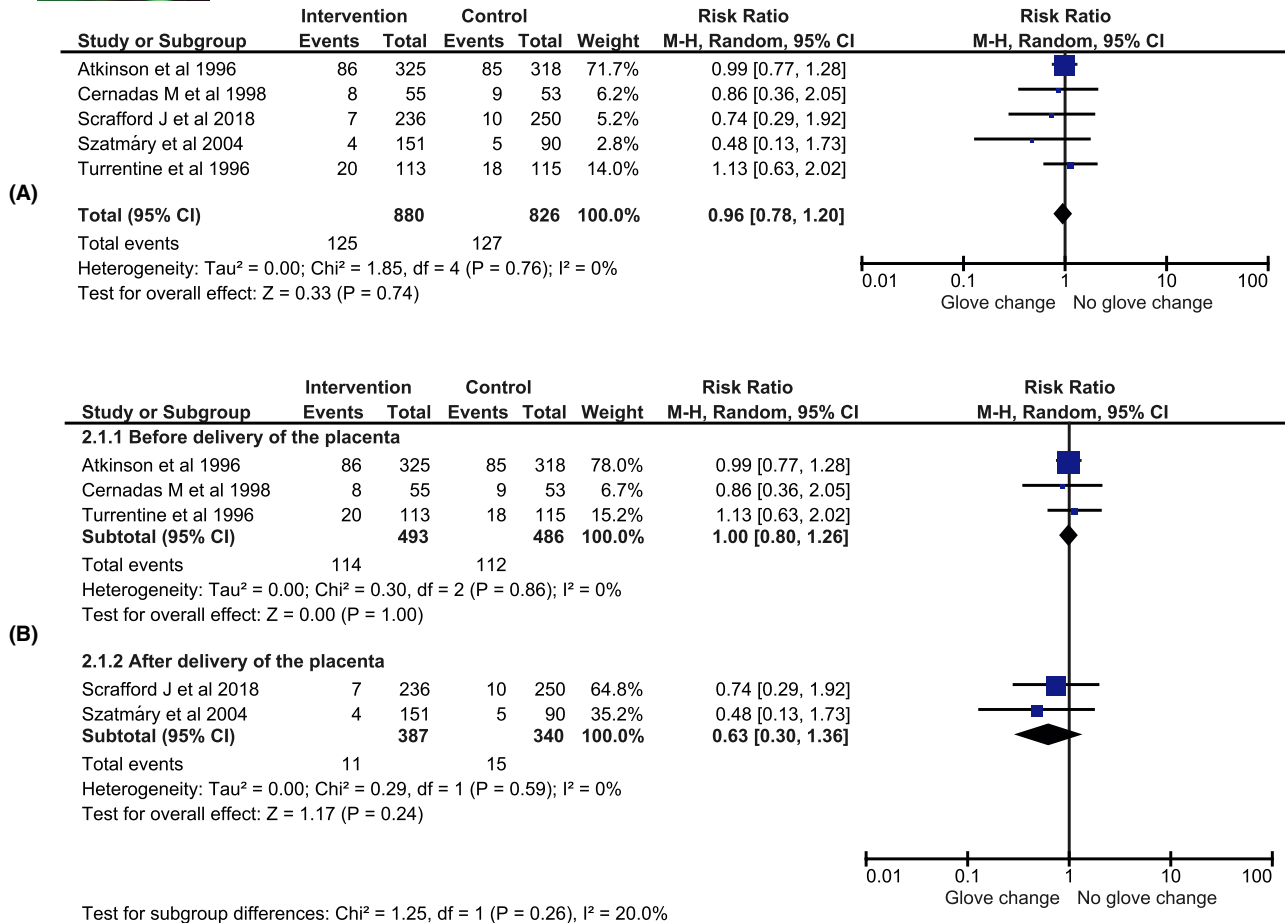 Intervention Control Risk Ratio Risk Ratio
Study or Subgroup Events Total Events Total Weight M-H, Random, 95% CI M-H, Random, 95% CI
Atkinson et al 1996 86 325 85 318 71.7% 0.99 [0.77, 1.28]
Cernadas M et al 1998 8 55 9 53 6.2% 0.86 [0.36, 2.05]
Scrafford J et al 2018 7 236 10 250 5.2% 0.74 [0.29, 1.92]
Szatmáry et al 2004 4 151 5 90 2.8% 0.48 [0.13, 1.73]
Turrentine et al 1996 20 113 18 115 14.0% 1.13 [0.63, 2.02]
(A)
Total (95% CI) 880 826 100.0% 0.96 [0.78, 1.20]
Total events 125 127
Heterogeneity: Tau² = 0.00; Chi² = 1.85, df = 4 (P = 0.76); I² = 0%
Test for overall effect: Z = 0.33 (P = 0.74)
0.01 0.1 1 10 100
Glove change No glove change
Intervention Control Risk Ratio Risk Ratio
Study or Subgroup Events Total Events Total Weight M-H, Random, 95% CI M-H, Random, 95% CI
2.1.1 Before delivery of the placenta
Atkinson et al 1996 86 325 85 318 78.0% 0.99 [0.77, 1.28]
Cernadas M et al 1998 8 55 9 53 6.7% 0.86 [0.36, 2.05]
Turrentine et al 1996 20 113 18 115 15.2% 1.13 [0.63, 2.02]
Subtotal (95% CI) 493 486 100.0% 1.00 [0.80, 1.26]
Total events 114 112
Heterogeneity: Tau² = 0.00; Chi² = 0.30, df = 2 (P = 0.86); I² = 0%
Test for overall effect: Z = 0.00 (P = 1.00)
(B)
2.1.2 After delivery of the placenta
Scrafford J et al 2018 7 236 10 250 64.8% 0.74 [0.29, 1.92]
Szatmáry et al 2004 4 151 5 90 35.2% 0.48 [0.13, 1.73]
Subtotal (95% CI) 387 340 100.0% 0.63 [0.30, 1.36]
Total events 11 15
Heterogeneity: Tau² = 0.00; Chi² = 0.29, df = 1 (P = 0.59); I² = 0%
Test for overall effect: Z = 1.17 (P = 0.24)
0.01 0.1 1 10 100
Glove change No glove change
Test for subgroup differences: Chi² = 1.25, df = 1 (P = 0.26), I² = 20.0%